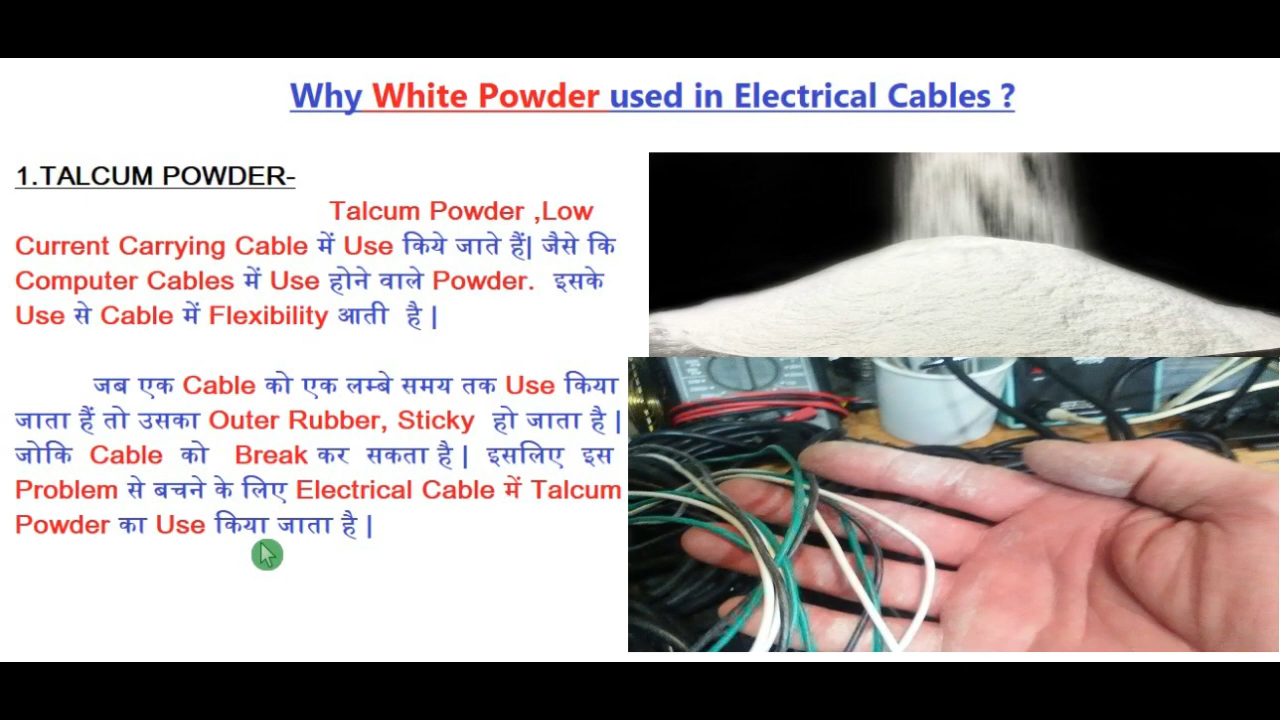 Why White Powder used in Electrical Cables ?
1.TALCUM POWDER-
Talcum Powder ,Low
Current Carrying Cable में Use किये जाते हैं| जैसे कि
Computer Cables में Use होने वाले Powder. इसके
Use से Cable में Flexibility आती है |
जब एक Cable को एक लम्बे समय तक Use किया
जाता हैं तो उसका Outer Rubber, Sticky हो जाता है |
जोकि Cable को Break कर सकता है | इसलिए इस
Problem से बचने के लिए Electrical Cable में Talcum
Powder का Use किया जाता है |